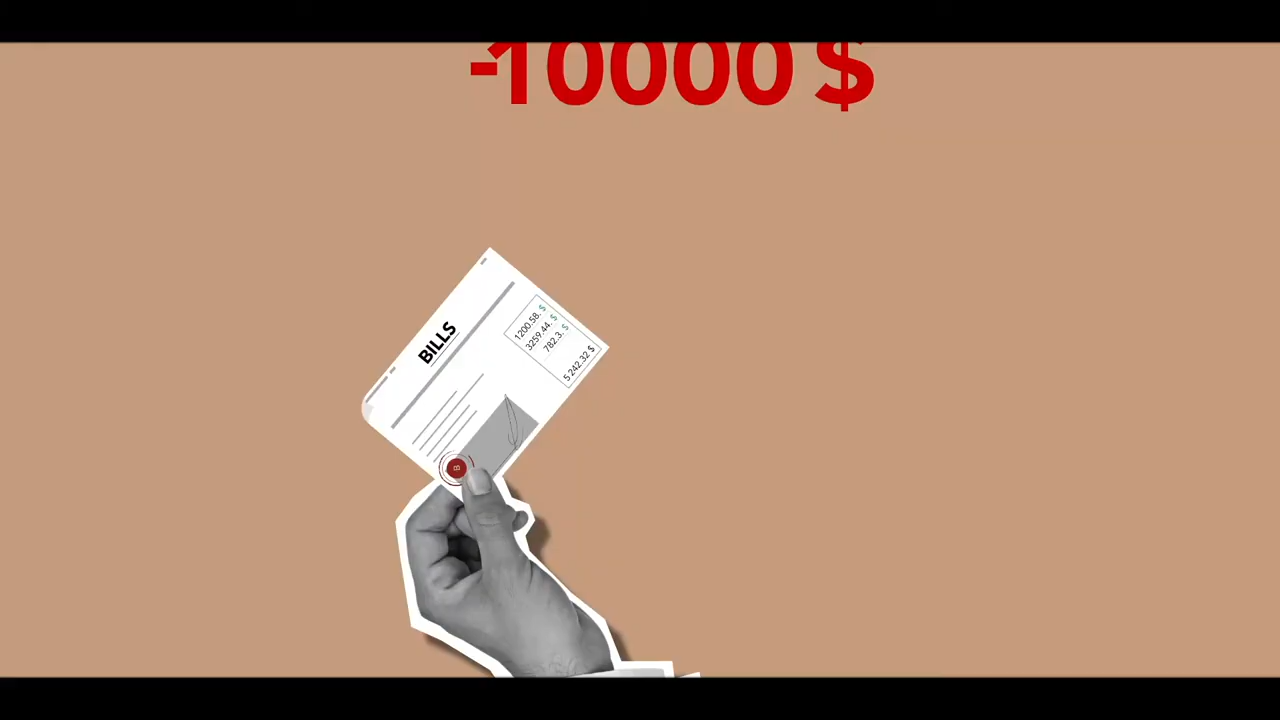 -10000 $
BILLS
1200.58. $
3259.44. $
782.3. $
5 242.32 $
B